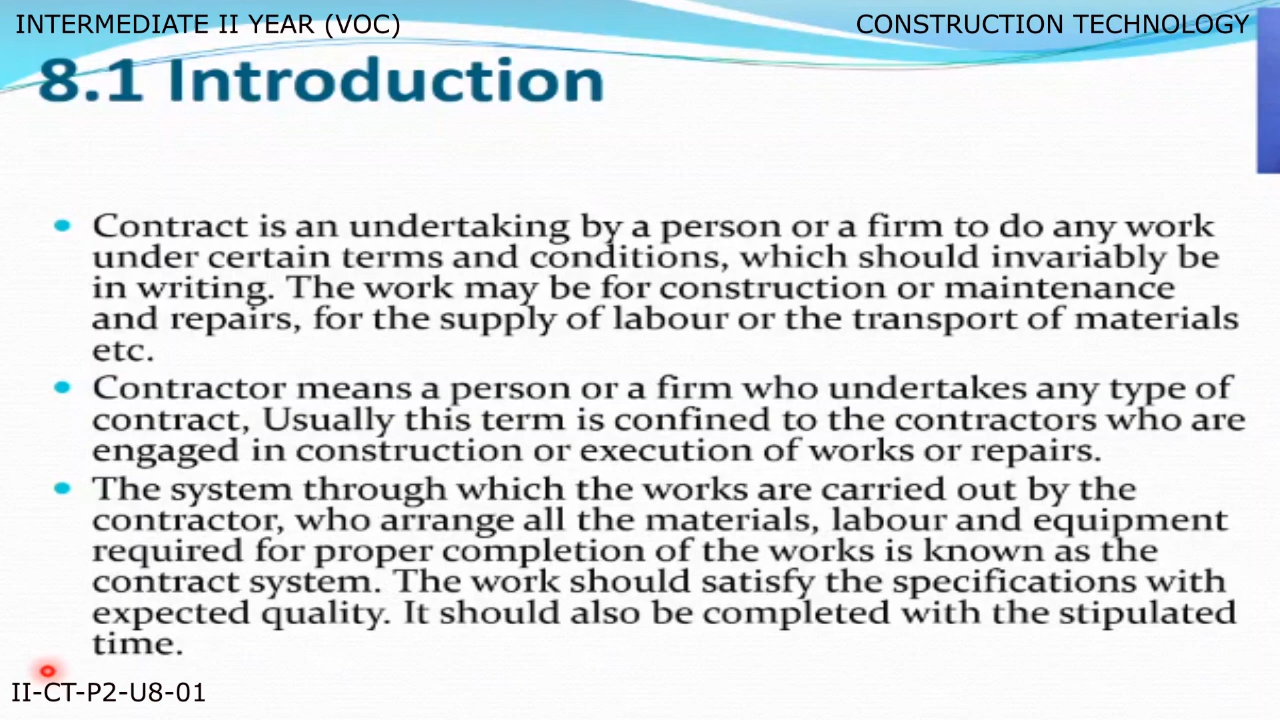 INTERMEDIATE II YEAR (VOC)
CONSTRUCTION TECHNOLOGY
8.1 Introduction
• Contract is an undertaking by a person or a firm to do any work
under certain terms and conditions, which should invariably be
in writing. The work may be for construction or maintenance
and repairs, for the supply of labour or the transport of materials
etc.
• Contractor means a person or a firm who undertakes any type of
contract, Usually this term is confined to the contractors who are
engaged in construction or execution of works or repairs.
• The system through which the works are carried out by the
contractor, who arrange all the materials, labour and equipment
required for proper completion of the works is known as the
contract system. The work should satisfy the specifications with
expected quality. It should also be completed with the stipulated
time.
II-CT-P2-U8-01